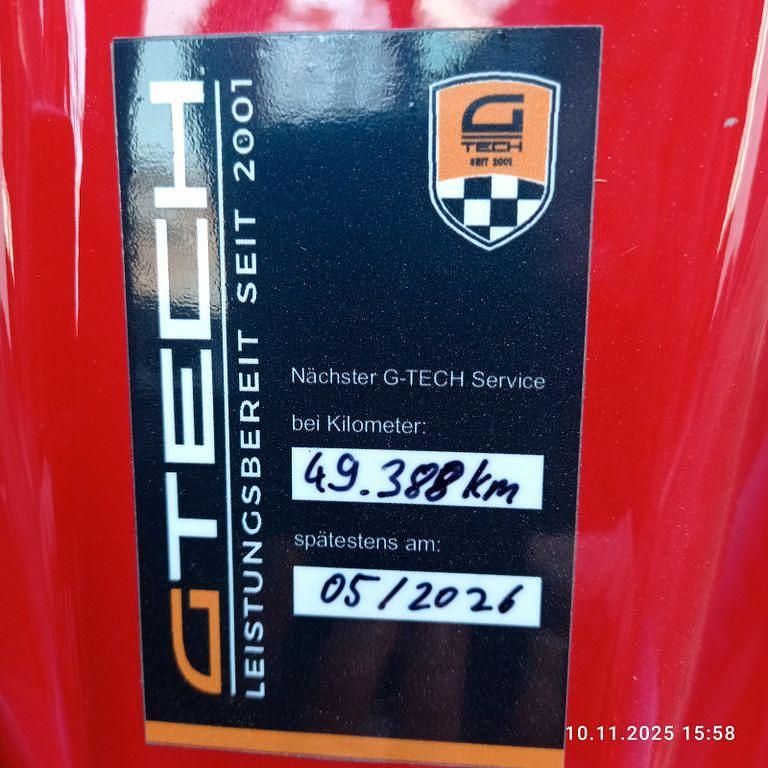 GTECH
LEISTUNGSBEREIT SEIT 2001
G
TECH
SEIT 2001
Nächster G-TECH Service
bei Kilometer:
49.388 km
spätestens am:
05/2026
10.11.2025 15:58